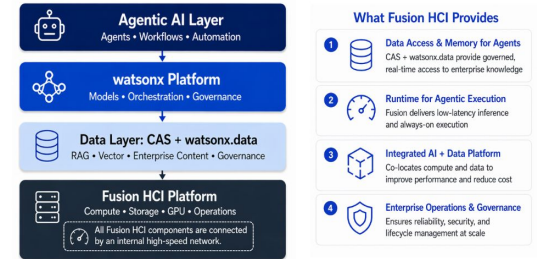 Agentic AI Layer
Agents • Workflows • Automation
watsonx Platform
Models • Orchestration • Governance
Data Layer: CAS + watsonx.data
RAG • Vector • Enterprise Content • Governance
Fusion HCI Platform
Compute • Storage • GPU • Operations
All Fusion HCI components are connected
by an internal high-speed network.
What Fusion HCI Provides
1
Data Access & Memory for Agents
CAS + watsonx.data provide governed,
real-time access to enterprise knowledge
2
Runtime for Agentic Execution
Fusion delivers low-latency inference
and always-on execution
3
Integrated AI + Data Platform
Co-locates compute and data to
improve performance and reduce cost
4
Enterprise Operations & Governance
Ensures reliability, security, and
lifecycle management at scale